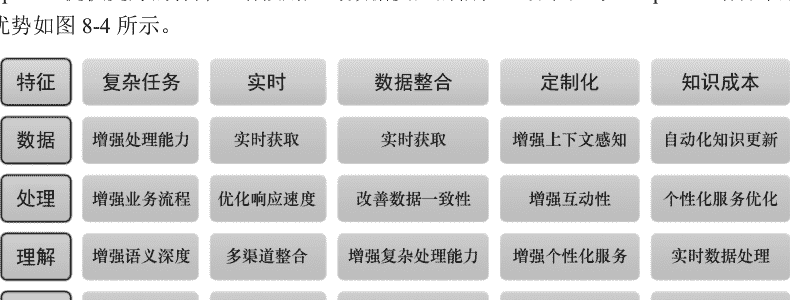 优势如图 8-4 所示。
特征 复杂任务 实时 数据整合 定制化 知识成本
数据 增强处理能力 实时获取 实时获取 增强上下文感知 自动化知识更新
处理 增强业务流程 优化响应速度 改善数据一致性 增强互动性 个性化服务优化
理解 增强语义深度 多渠道整合 增强复杂处理能力 增强个性化服务 实时数据处理